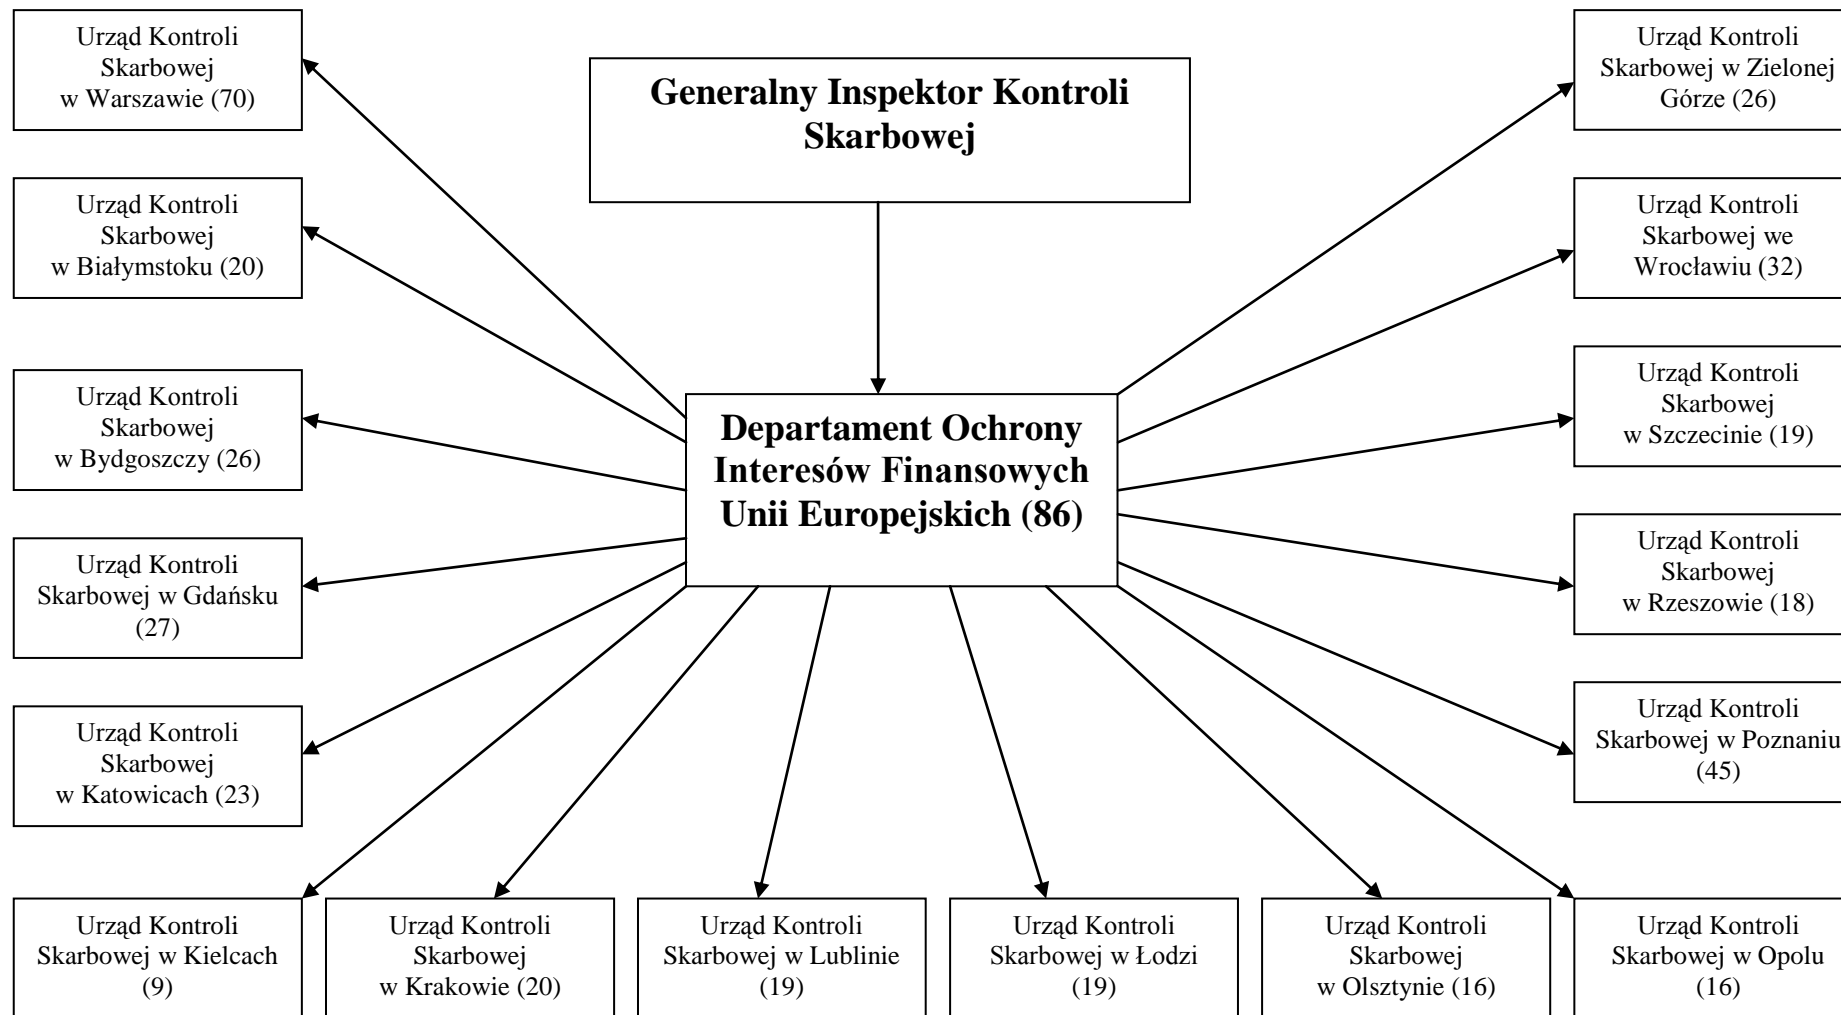 Urząd Kontroli
Skarbowej
w Warszawie (70)
Generalny Inspektor Kontroli
Skarbowej
Urząd Kontroli
Skarbowej w Zielonej
Górze (26)
Urząd Kontroli
Skarbowej
w Białymstoku (20)
Urząd Kontroli
Skarbowej we
Wrocławiu (32)
Urząd Kontroli
Skarbowej
w Bydgoszczy (26)
Departament Ochrony
Interesów Finansowych
Unii Europejskich (86)
Urząd Kontroli
Skarbowej
w Szczecinie (19)
Urząd Kontroli
Skarbowej w Gdańsku
(27)
Urząd Kontroli
Skarbowej
w Rzeszowie (18)
Urząd Kontroli
Skarbowej
w Katowicach (23)
Urząd Kontroli
Skarbowej w Poznaniu
(45)
Urząd Kontroli
Skarbowej w Kielcach
(9)
Urząd Kontroli
Skarbowej
w Krakowie (20)
Urząd Kontroli
Skarbowej w Lublinie
(19)
Urząd Kontroli
Skarbowej w Łodzi
(19)
Urząd Kontroli
Skarbowej
w Olsztynie (16)
Urząd Kontroli
Skarbowej w Opolu
(16)